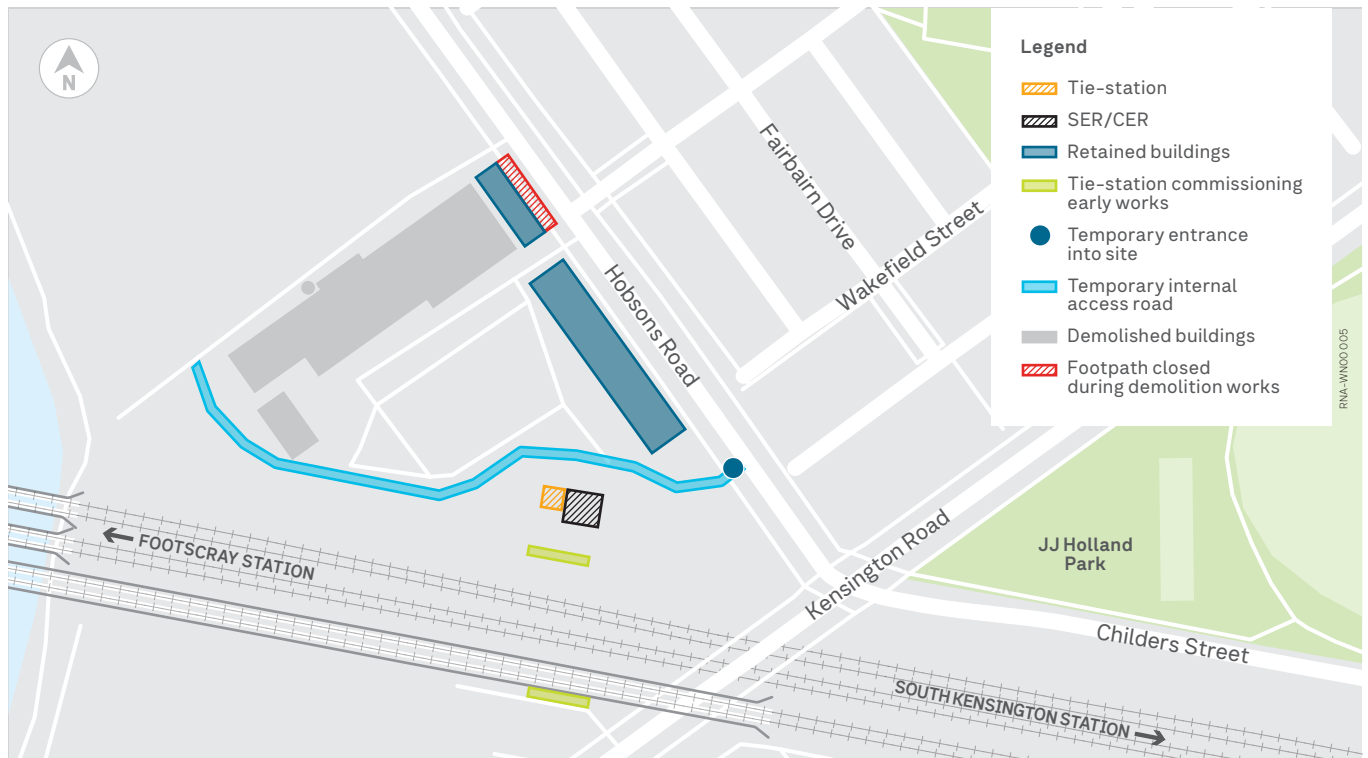 N
Legend
Tie-station
SER/CER
Retained buildings
Tie-station commissioning
early works
Temporary entrance
into site
Temporary internal
access road
Demolished buildings
Footpath closed
during demolition works
RNA-WN00 005
Fairbairn Drive
Wakefield Street
Hobsons Road
Kensington Road
JJ Holland
Park
Childers Street
FOOTSCRAY STATION
SOUTH KENSINGTON STATION